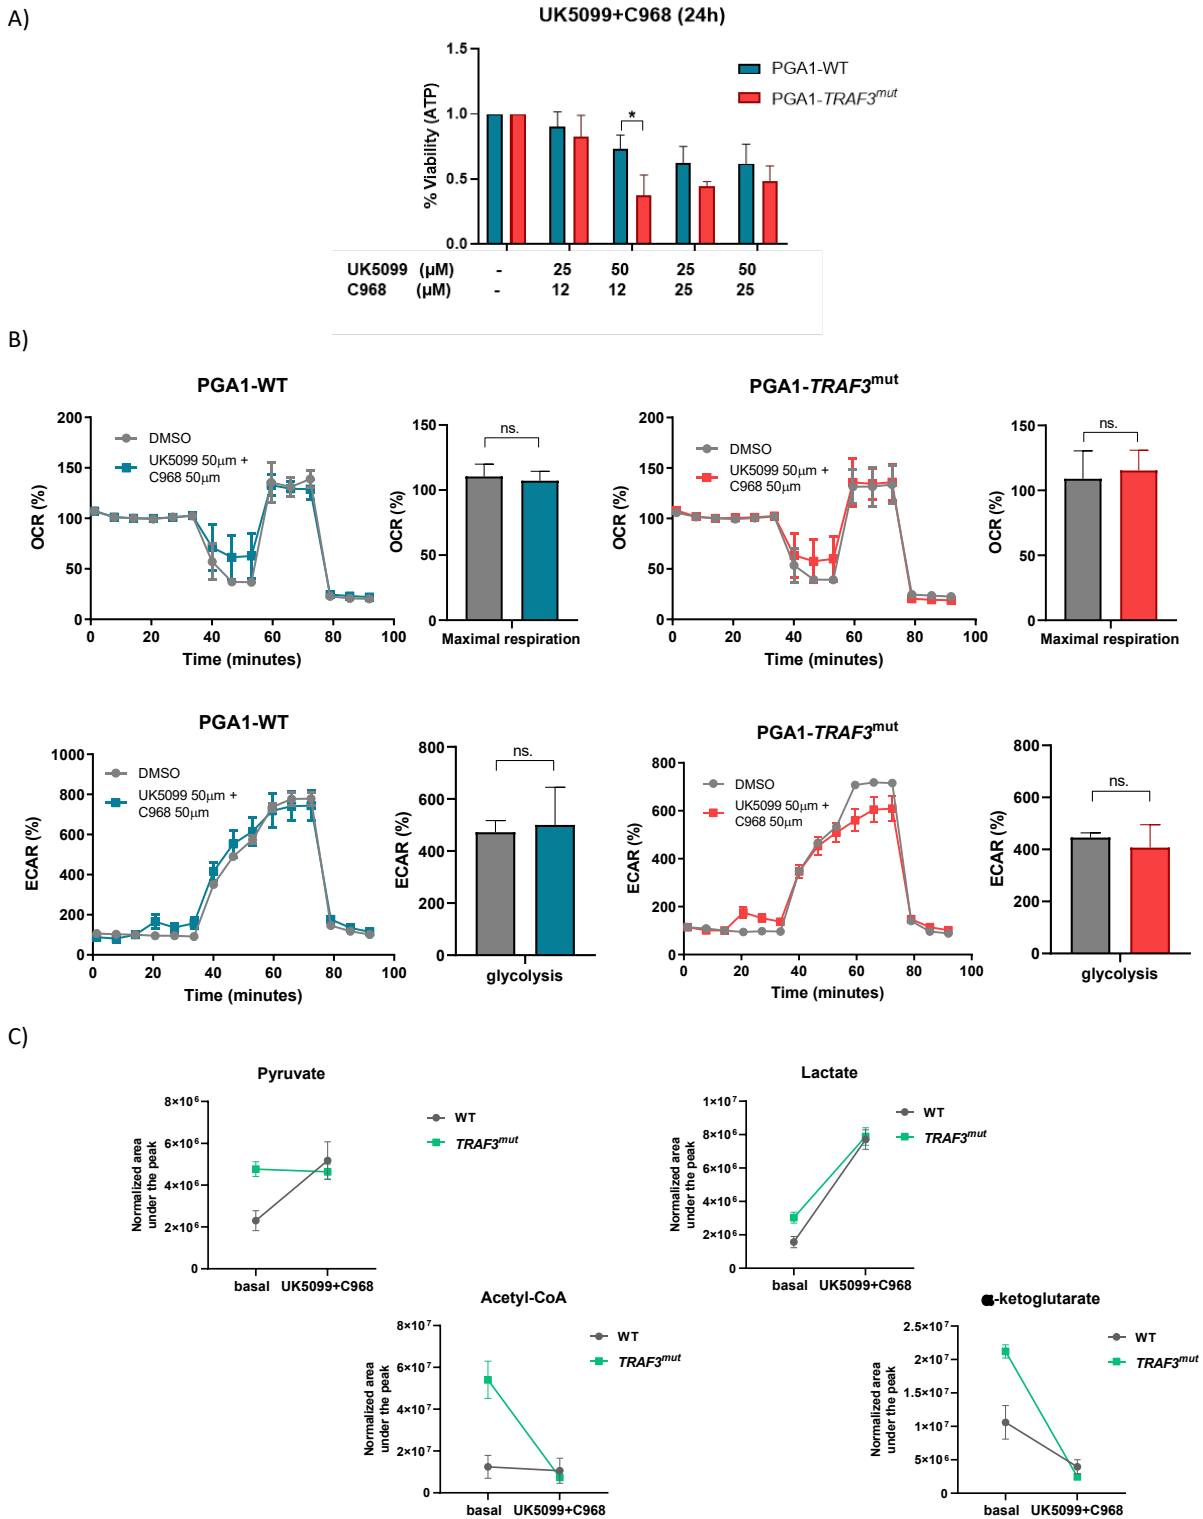 A)
UK5099+C968 (24h)
% Viability (ATP)
1.5
1.0
0.5
0.0
PGA1-WT
PGA1-TRAF3mut
*
UK5099 (μM) - 25 50 25 50
C968 (μM) - 12 12 25 25
B)
PGA1-WT
OCR (%)
200
150
100
50
0
DMSO
UK5099 50μm +
C968 50μm
0 20 40 60 80 100
Time (minutes)
OCR (%)
150
100
50
0
ns.
Maximal respiration
PGA1-TRAF3mut
OCR (%)
200
150
100
50
0
DMSO
UK5099 50μm +
C968 50μm
0 20 40 60 80 100
Time (minutes)
OCR (%)
150
100
50
0
ns.
Maximal respiration
PGA1-WT
ECAR (%)
1000
800
600
400
200
0
DMSO
UK5099 50μm +
C968 50μm
0 20 40 60 80 100
Time (minutes)
ECAR (%)
800
600
400
200
0
ns.
glycolysis
PGA1-TRAF3mut
ECAR (%)
800
600
400
200
0
DMSO
UK5099 50μm +
C968 50μm
0 20 40 60 80 100
Time (minutes)
ECAR (%)
800
600
400
200
0
ns.
glycolysis
C)
Pyruvate
Normalized area
under the peak
8×10⁶
6×10⁶
4×10⁶
2×10⁶
0
WT
TRAF3mut
basal UK5099+C968
Lactate
Normalized area
under the peak
1×10⁷
8×10⁶
6×10⁶
4×10⁶
2×10⁶
0
WT
TRAF3mut
basal UK5099+C968
Acetyl-CoA
Normalized area
under the peak
8×10⁷
6×10⁷
4×10⁷
2×10⁷
0
WT
TRAF3mut
basal UK5099+C968
α-ketoglutarate
Normalized area
under the peak
2.5×10⁷
2×10⁷
1.5×10⁷
1×10⁷
5×10⁶
0
WT
TRAF3mut
basal UK5099+C968